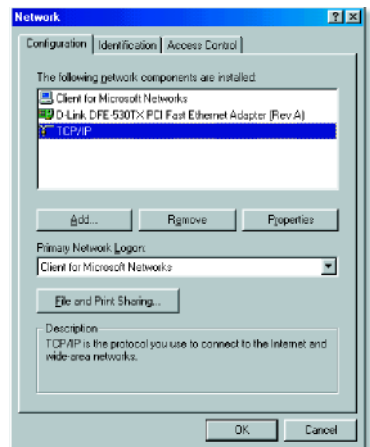 Network
Configuration Identification Access Control
The following network components are installed:
Client for Microsoft Networks
D-Link DFE-530TX PCI Fast Ethernet Adapter (Rev A)
TCP/IP
Add... Remove Properties
Primary Network Logon:
Client for Microsoft Networks
File and Print Sharing...
Description
TCP/IP is the protocol you use to connect to the Internet and
wide-area networks.
OK Cancel